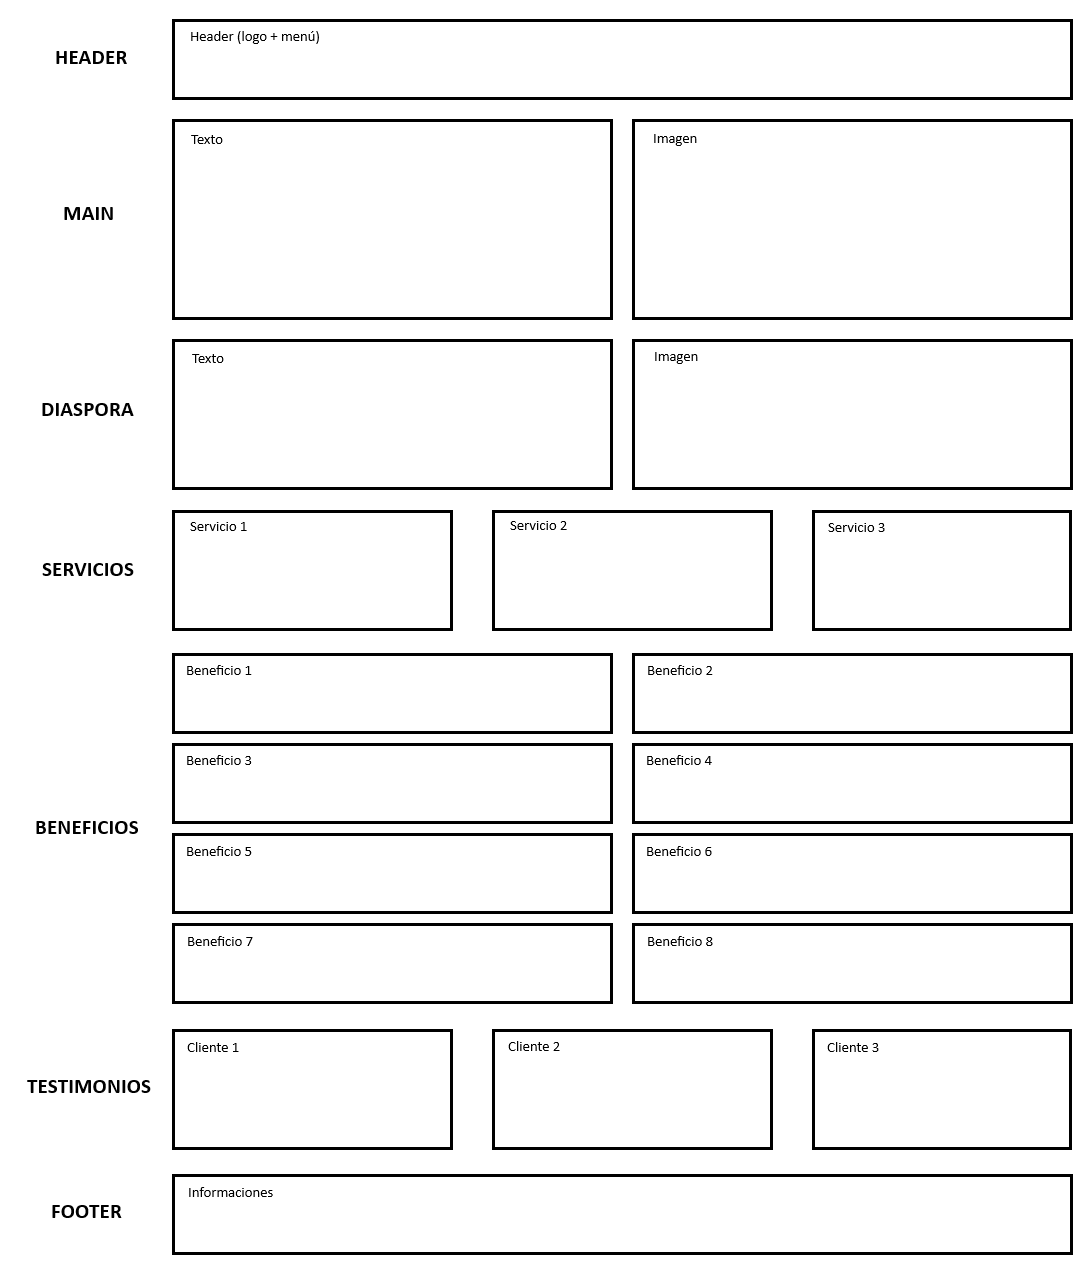 HEADER
Header (logo + menú)
MAIN
Texto
Imagen
DIASPORA
Texto
Imagen
SERVICIOS
Servicio 1
Servicio 2
Servicio 3
BENEFICIOS
Beneficio 1
Beneficio 2
Beneficio 3
Beneficio 4
Beneficio 5
Beneficio 6
Beneficio 7
Beneficio 8
TESTIMONIOS
Cliente 1
Cliente 2
Cliente 3
FOOTER
Informaciones